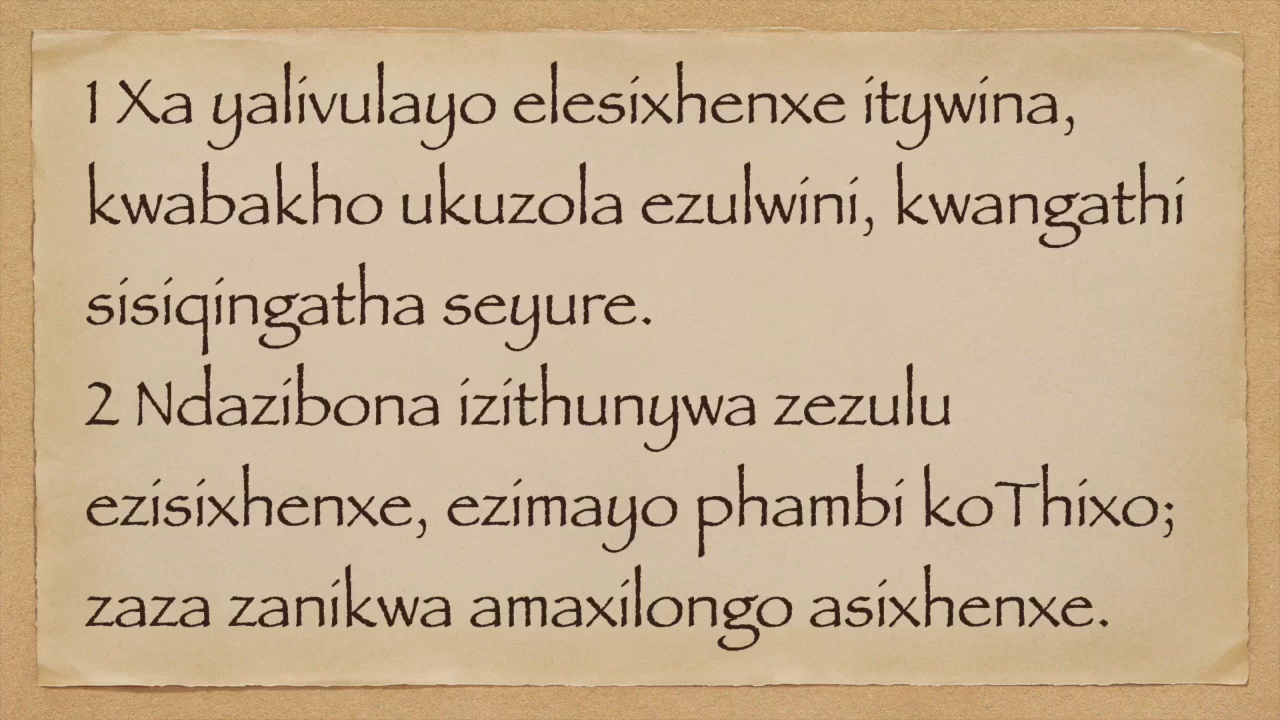 1 Xa yalivulayo elesixhenxe itywina,
kwabakho ukuzola ezulwini, kwangathi
sisiqingatha seyure.
2 Ndazibona izithunywa zezulu
ezisixhenxe, ezimayo phambi koThixo;
zaza zanikwa amaxilongo asixhenxe.